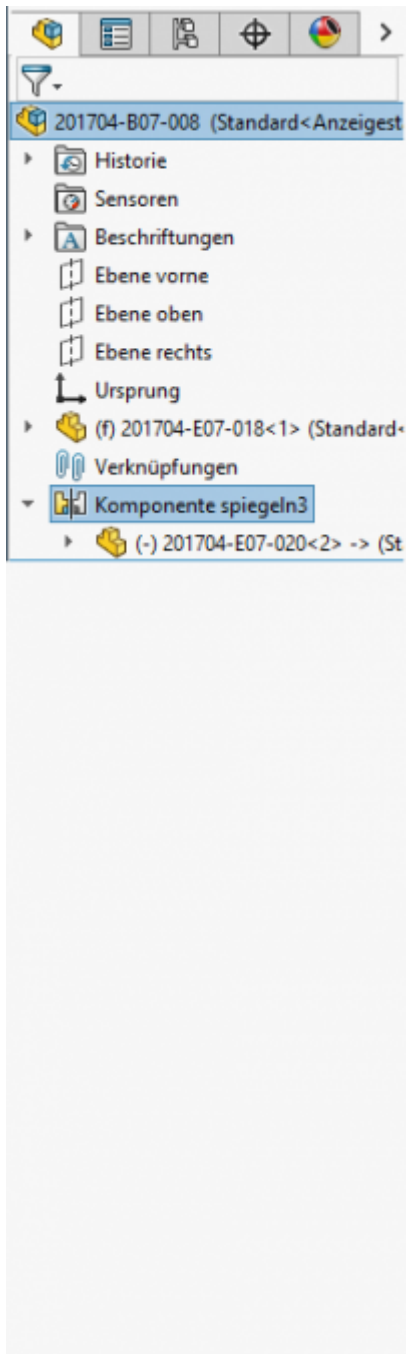 201704-B07-008 (Standard<Anzeigest
Historie
Sensoren
Beschriftungen
Ebene vorne
Ebene oben
Ebene rechts
Ursprung
(f) 201704-E07-018<1> (Standard<
Verknüpfungen
Komponente spiegeln3
(-) 201704-E07-020<2> -> (St